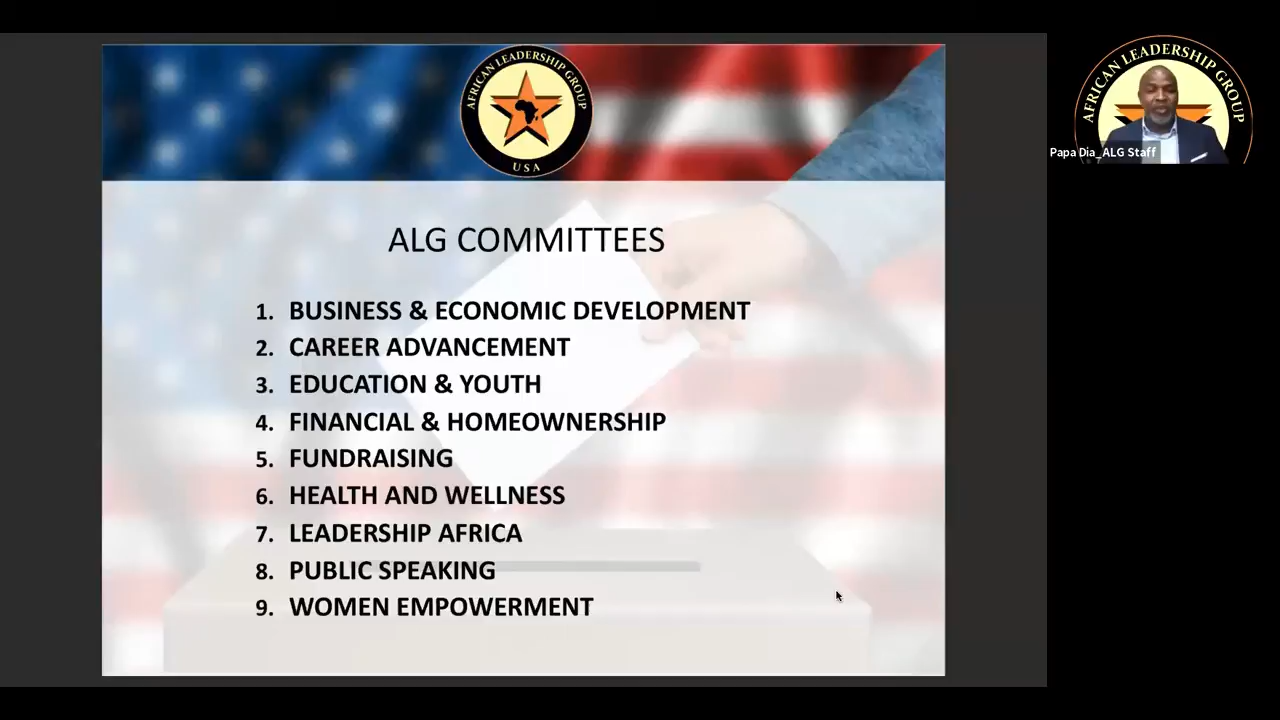 AFRICAN LEADERSHIP GROUP
USA
ALG COMMITTEES
1. BUSINESS & ECONOMIC DEVELOPMENT
2. CAREER ADVANCEMENT
3. EDUCATION & YOUTH
4. FINANCIAL & HOMEOWNERSHIP
5. FUNDRAISING
6. HEALTH AND WELLNESS
7. LEADERSHIP AFRICA
8. PUBLIC SPEAKING
9. WOMEN EMPOWERMENT
AFRICAN LEADERSHIP GROUP
Papa Dia_ALG Staff